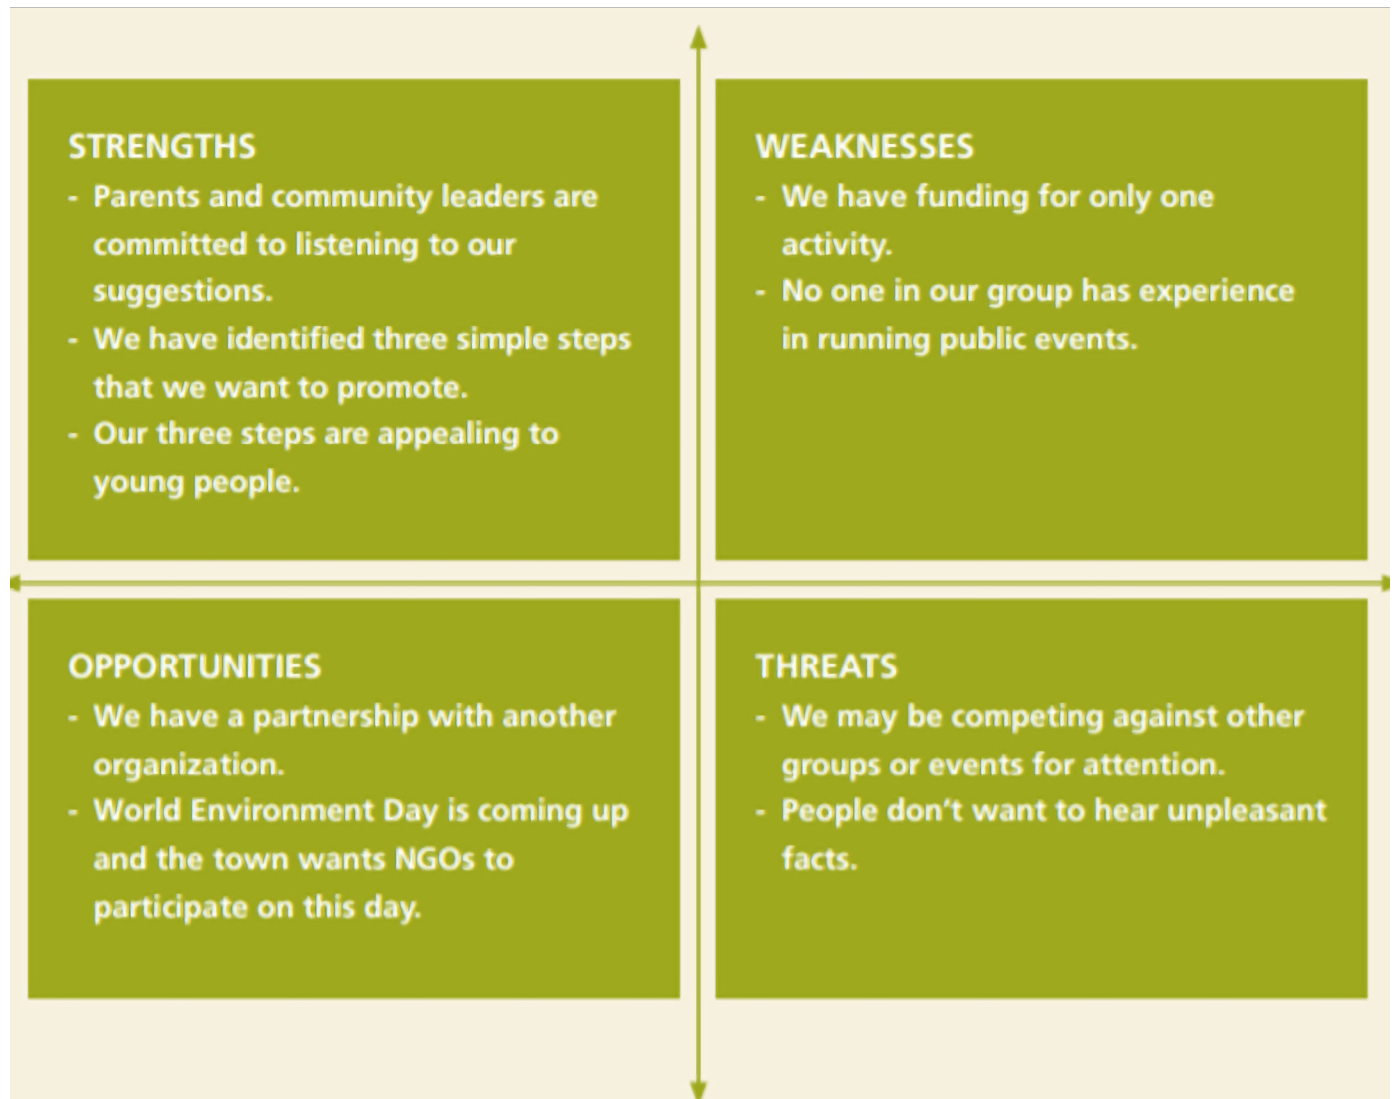 STRENGTHS
- Parents and community leaders are
committed to listening to our
suggestions.
- We have identified three simple steps
that we want to promote.
- Our three steps are appealing to
young people.
WEAKNESSES
- We have funding for only one
activity.
- No one in our group has experience
in running public events.
OPPORTUNITIES
- We have a partnership with another
organization.
- World Environment Day is coming up
and the town wants NGOs to
participate on this day.
THREATS
- We may be competing against other
groups or events for attention.
- People don’t want to hear unpleasant
facts.